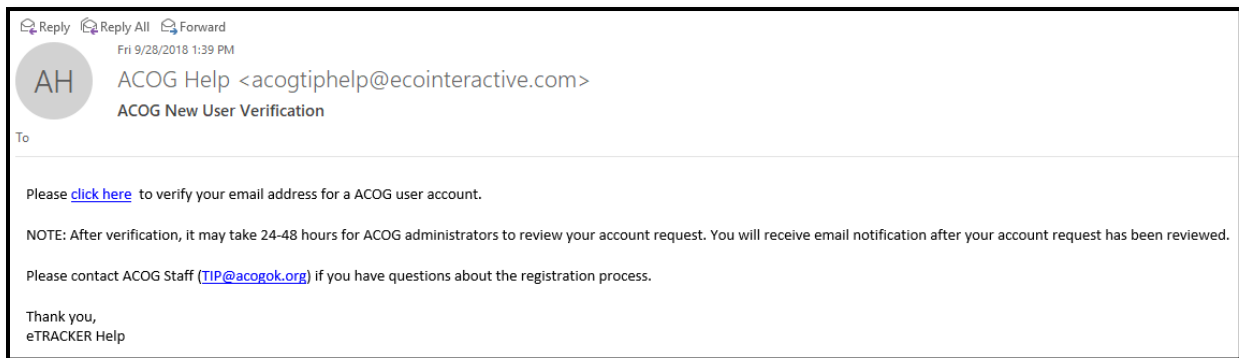 Reply Reply All Forward
Fri 9/28/2018 1:39 PM
AH
ACOG Help <acogtiphelp@ecointeractive.com>
ACOG New User Verification
To
Please click here to verify your email address for a ACOG user account.
NOTE: After verification, it may take 24-48 hours for ACOG administrators to review your account request. You will receive email notification after your account request has been reviewed.
Please contact ACOG Staff (TIP@acogok.org) if you have questions about the registration process.
Thank you,
eTRACKER Help